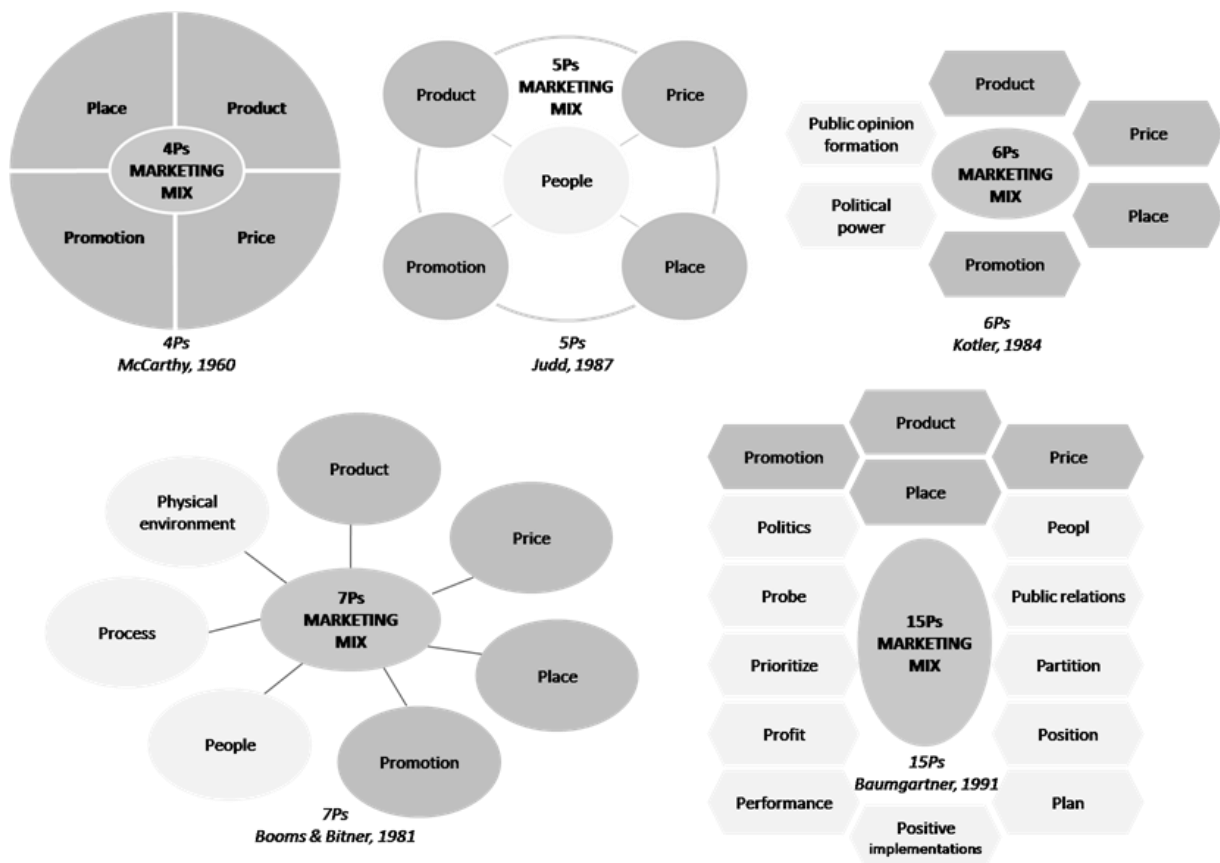 Place
Product
4Ps
MARKETING
MIX
Promotion
Price
4Ps
McCarthy, 1960
5Ps
MARKETING
MIX
Product
Price
People
Promotion
Place
5Ps
Judd, 1987
Product
Public opinion
formation
Price
6Ps
MARKETING
MIX
Political
power
Place
Promotion
6Ps
Kotler, 1984
Product
Physical
environment
Price
7Ps
MARKETING
MIX
Process
Place
People
Promotion
7Ps
Booms & Bitner, 1981
Product
Promotion
Price
Place
Politics
Peopl
Probe
Public relations
15Ps
MARKETING
MIX
Prioritize
Partition
Profit
Position
15Ps
Baumgartner, 1991
Performance
Plan
Positive
implementations